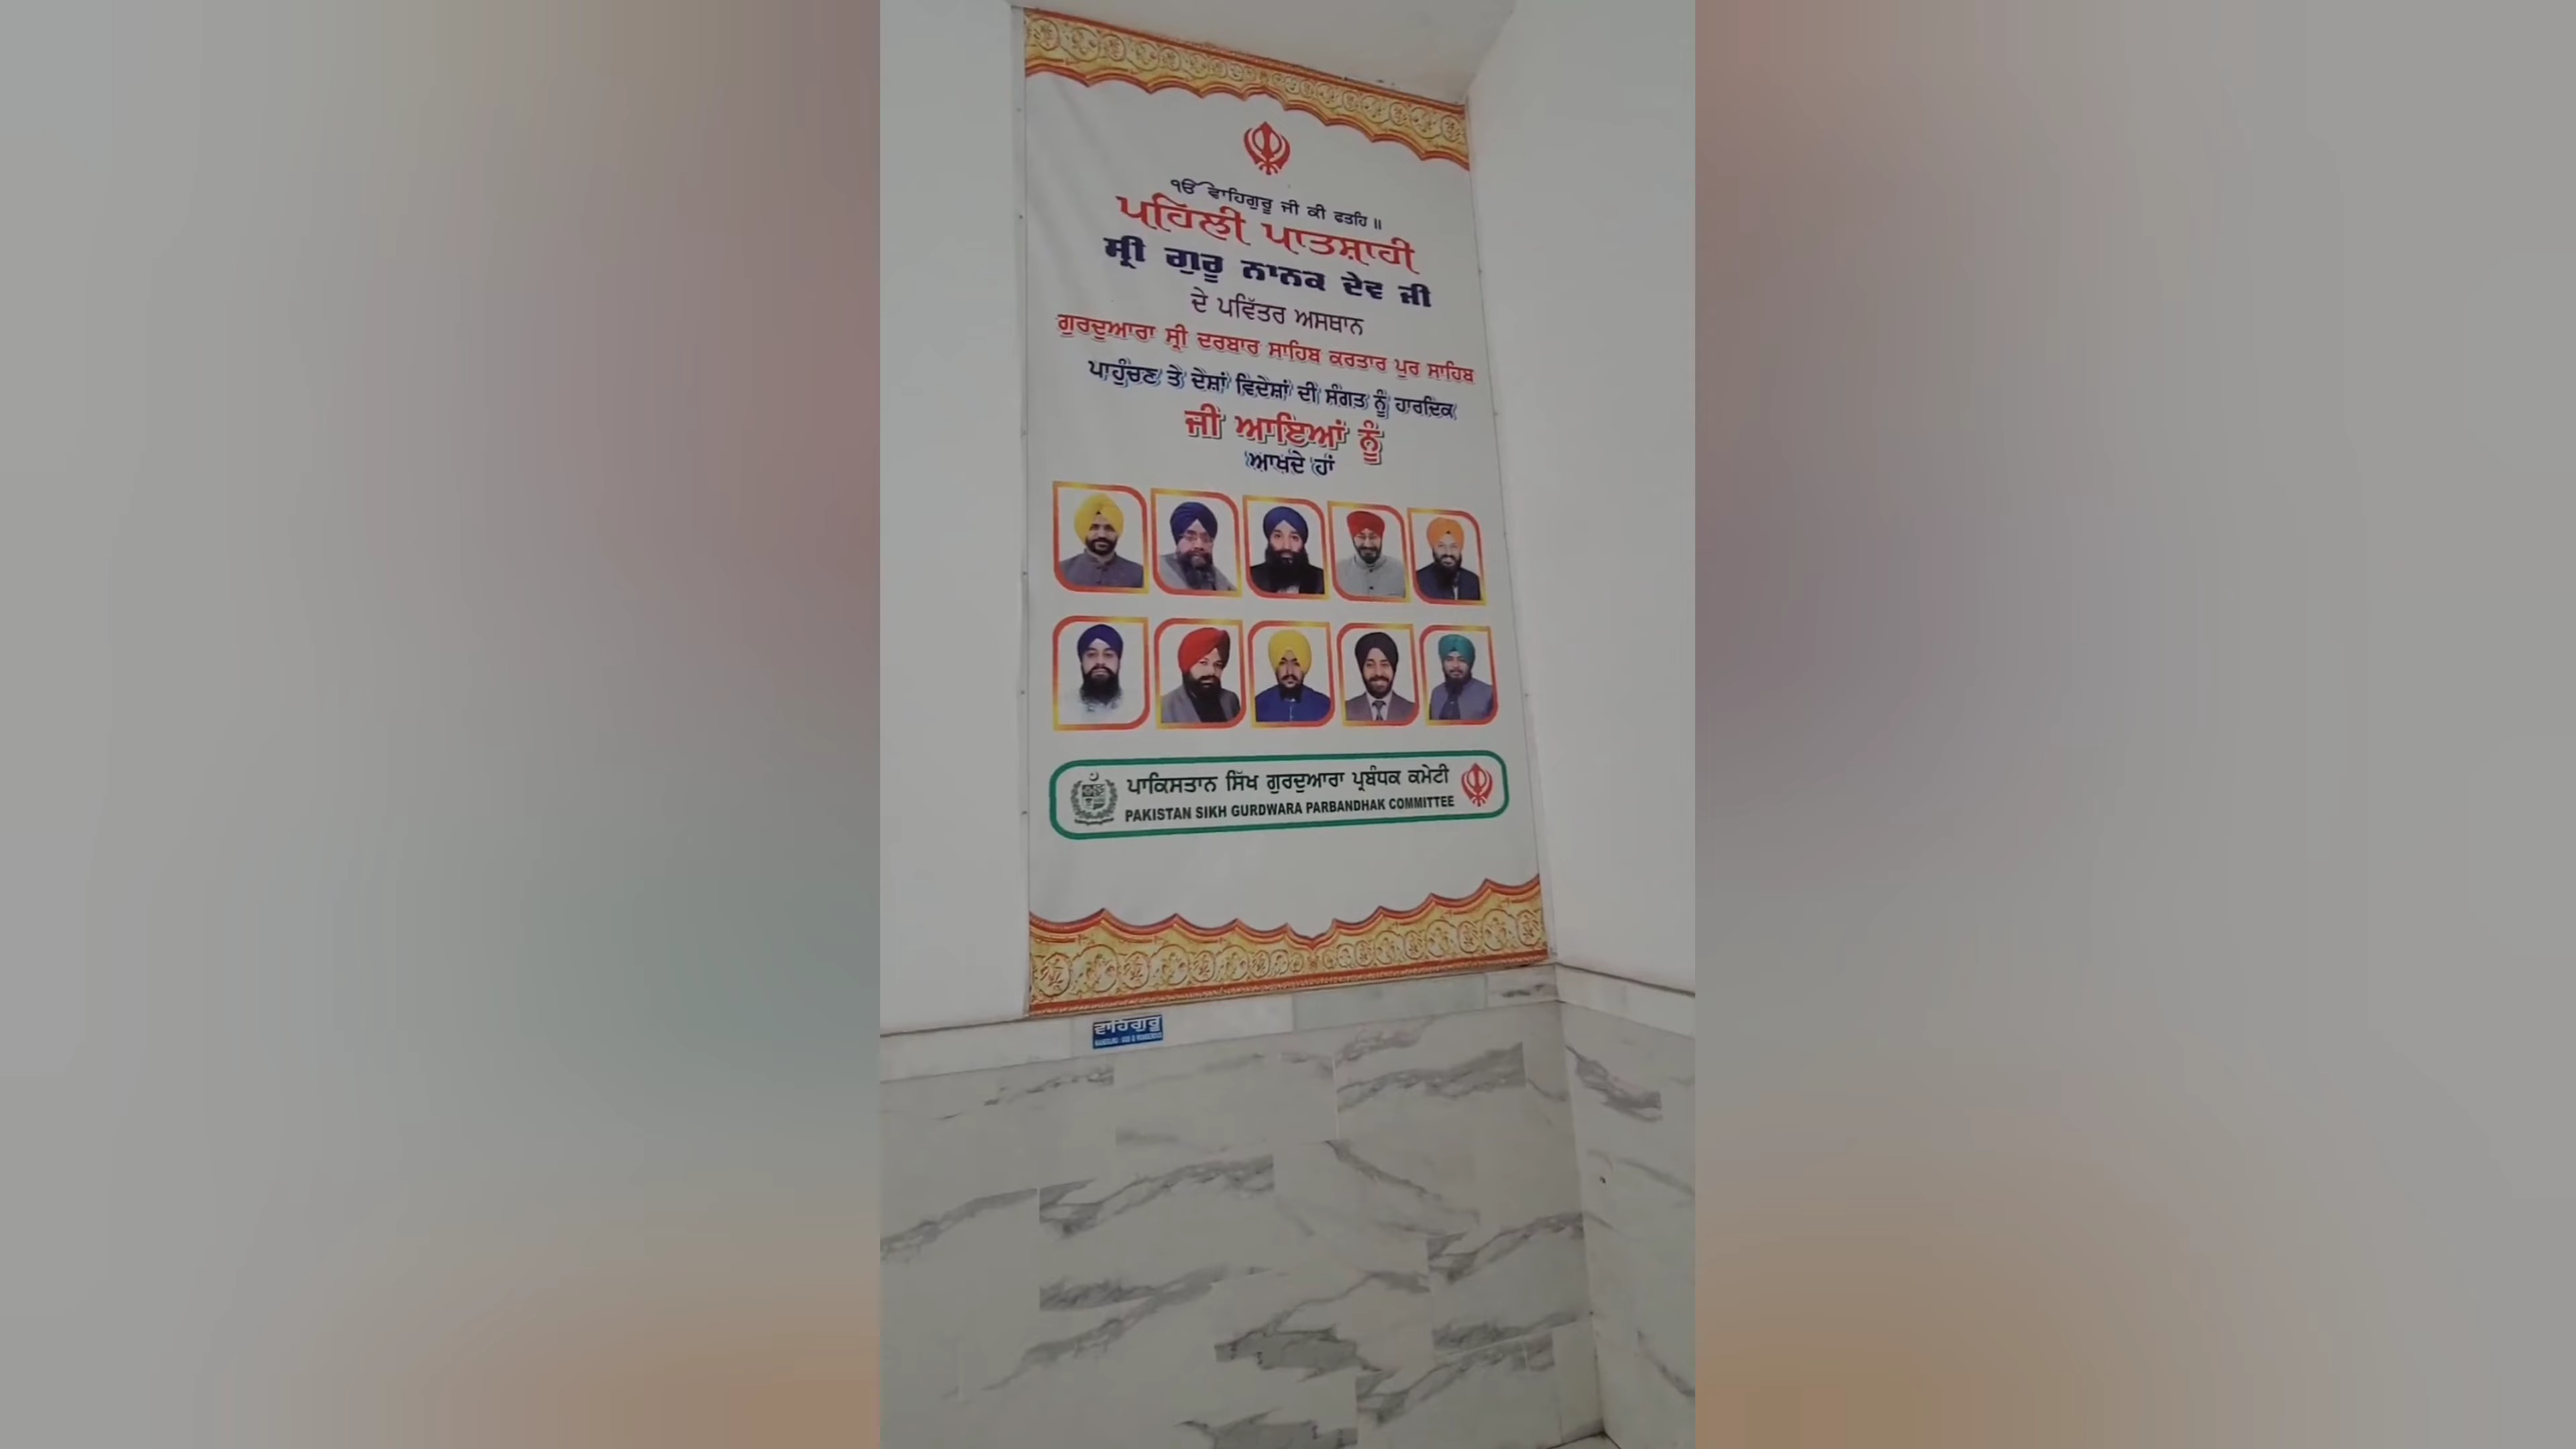 ੴ ਵਾਹਿਗੁਰੂ ਜੀ ਕੀ ਫਤਹਿ ॥
ਪਹਿਲੀ ਪਾਤਸ਼ਾਹੀ
ਸ੍ਰੀ ਗੁਰੂ ਨਾਨਕ ਦੇਵ ਜੀ
ਦੇ ਪਵਿੱਤਰ ਅਸਥਾਨ
ਗੁਰਦੁਆਰਾ ਸ੍ਰੀ ਦਰਬਾਰ ਸਾਹਿਬ ਕਰਤਾਰ ਪੁਰ ਸਾਹਿਬ
ਪਾਹੁੰਚਣ ਤੇ ਦੇਸ਼ਾਂ ਵਿਦੇਸ਼ਾਂ ਦੀ ਸੰਗਤ ਨੂੰ ਹਾਰਦਿਕ
ਜੀ ਆਇਆਂ ਨੂੰ
ਆਖਦੇ ਹਾਂ
ਪਾਕਿਸਤਾਨ ਸਿੱਖ ਗੁਰਦੁਆਰਾ ਪ੍ਰਬੰਧਕ ਕਮੇਟੀ
PAKISTAN SIKH GURDWARA PARBANDHAK COMMITTEE
ਵਾਹਿਗੁਰੂ